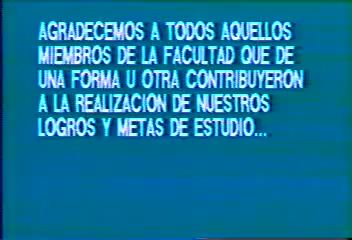 AGRADECEMOS A TODOS AQUELLOS
MIEMBROS DE LA FACULTAD QUE DE
UNA FORMA U OTRA CONTRIBUYERON
A LA REALIZACION DE NUESTROS
LOGROS Y METAS DE ESTUDIO...